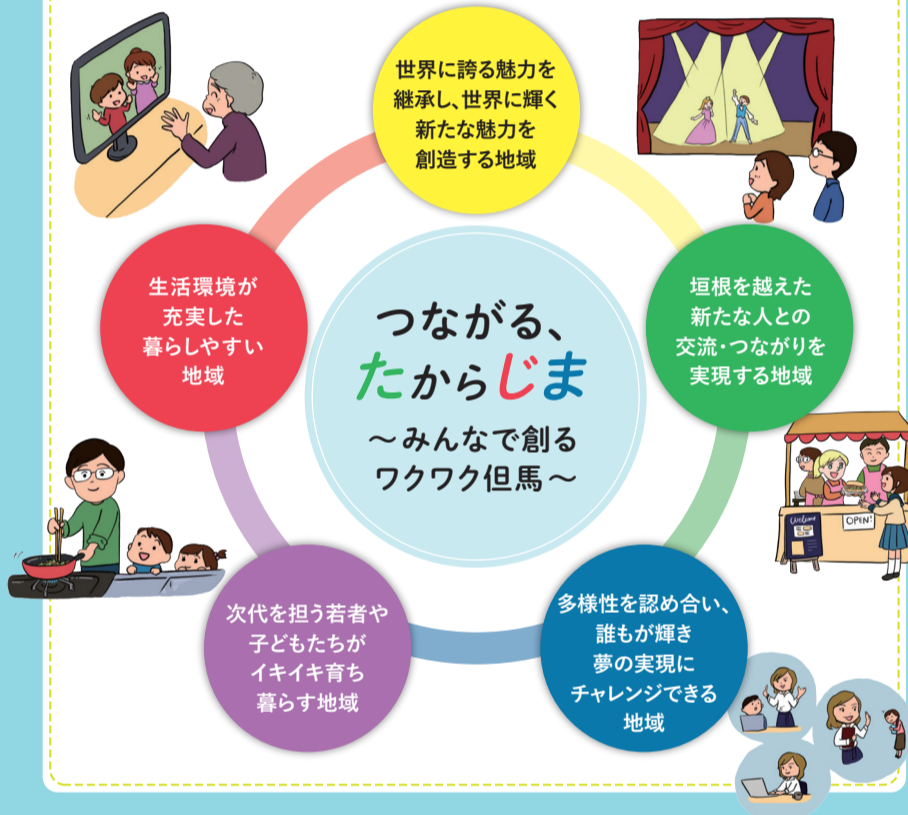 世界に誇る魅力を
継承し、世界に輝く
新たな魅力を
創造する地域
生活環境が
充実した
暮らしやすい
地域
つながる、
たからじま
～みんなで創る
ワクワク但馬～
垣根を越えた
新たな人との
交流・つながりを
実現する地域
Welcome
OPEN!
次代を担う若者や
子どもたちが
イキイキ育ち
暮らす地域
多様性を認め合い、
誰もが輝き
夢の実現に
チャレンジできる
地域